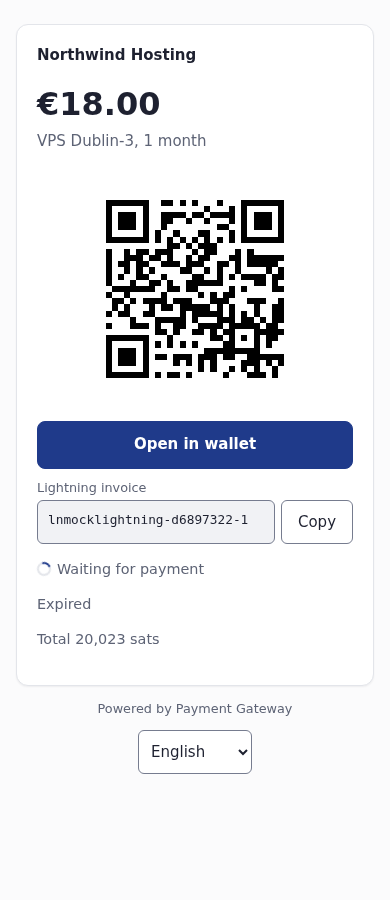 Northwind Hosting
€18.00
VPS Dublin-3, 1 month
Open in wallet
Lightning invoice
lnmocklightning-d6897322-1
Copy
Waiting for payment
Expired
Total 20,023 sats
Powered by Payment Gateway
English